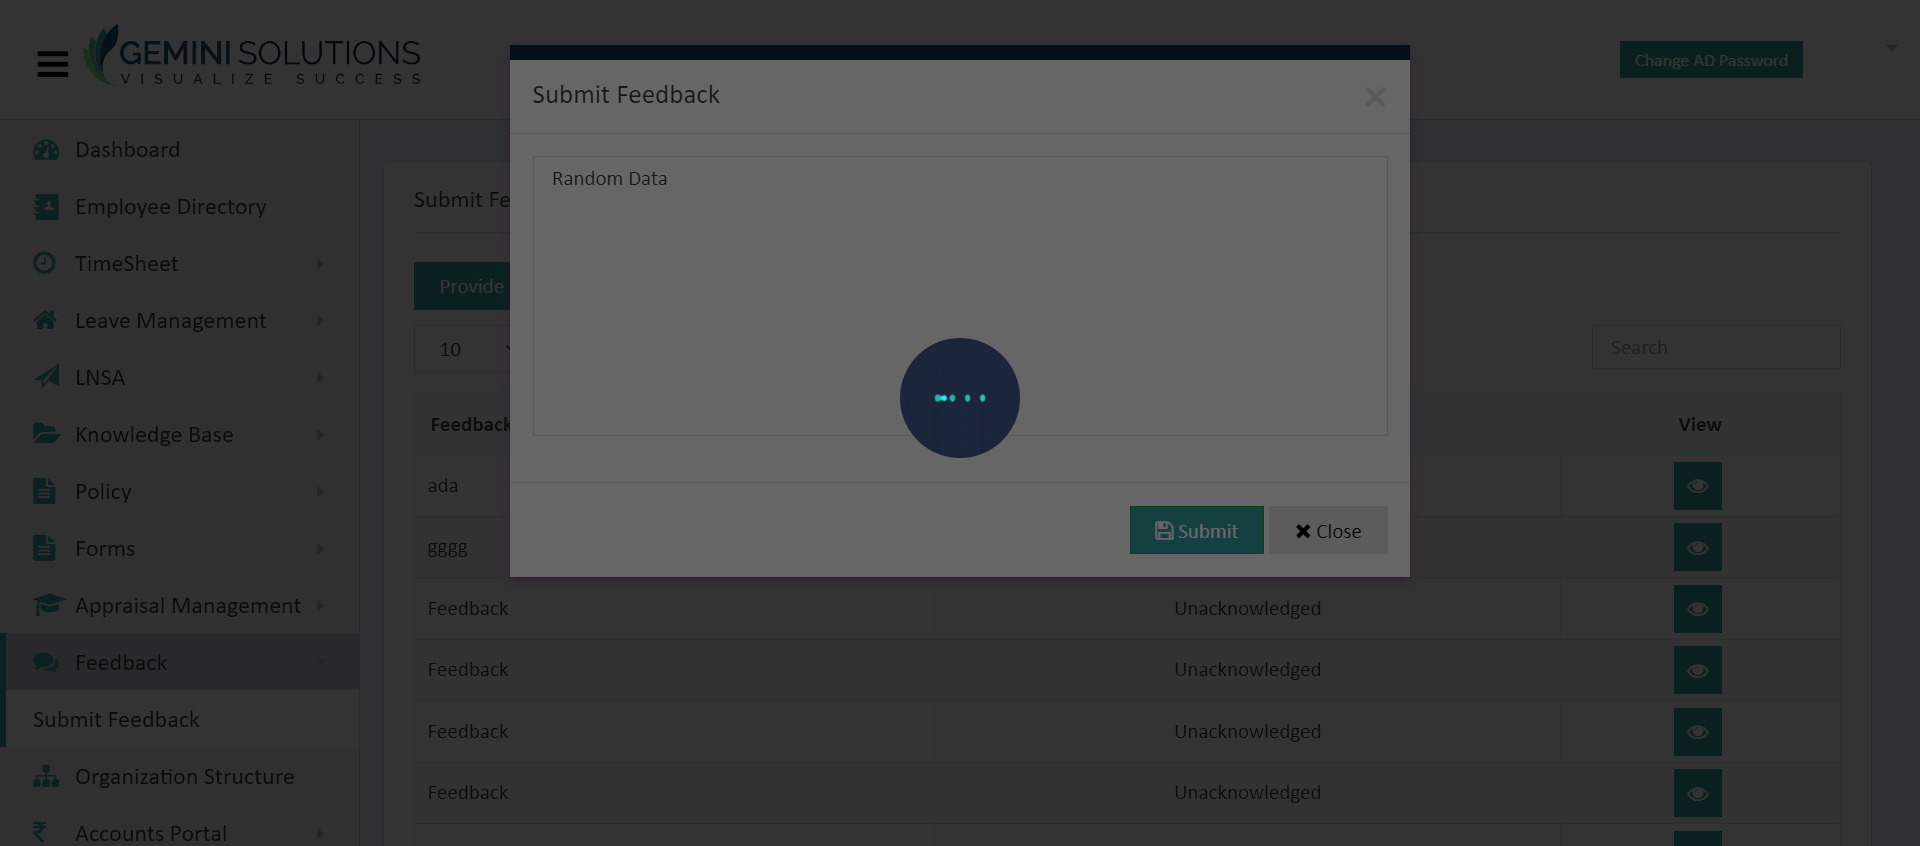 GEMINI SOLUTIONS
VISUALIZE SUCCESS
Change AD Password
Submit Feedback
Random Data
Submit
Close
Dashboard
Employee Directory
TimeSheet
Leave Management
LNSA
Knowledge Base
Policy
Forms
Appraisal Management
Feedback
Submit Feedback
Organization Structure
Accounts Portal
Submit Fe
Provide
10
Search
Feedback
View
ada
gggg
Feedback Unacknowledged
Feedback Unacknowledged
Feedback Unacknowledged
Feedback Unacknowledged